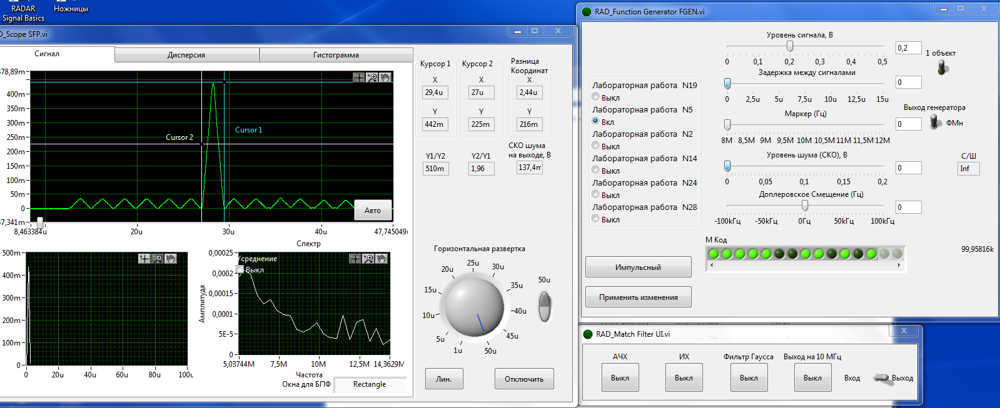 RADAR
Signal Basics
Ножницы
D_Scope SFP.vi
Сигнал
Дисперсия
Гистограмма
478,89m
400m
350m
300m
250m
200m
150m
100m
50m
0
47,341m
8,463384u
20u
30u
40u
47,745049u
Cursor 2
Cursor 1
Авто
Курсор 1
X
29,4u
Y
442m
Курсор 2
X
27u
Y
225m
Разница
Координат
X
2,44u
Y
216m
Y1/Y2
510m
Y2/Y1
1,96
СКО шума
на выходе, В
137,4m
500m
400m
300m
200m
100m
0
0
20u
40u
60u
80u
100u
Спектр
Усреднение
Выкл
Амплитуда
0,00025
0,0002
0,00015
0,0001
5E-5
0
5,03744M
7,5M
10M
12,5M
14,3629M
Частота
Окна для БПФ
Rectangle
Горизонтальная развертка
1u
5u
10u
15u
20u
25u
30u
35u
40u
45u
50u
50u
Лин.
Отключить
RAD_Function Generator FGEN.vi
Лабораторная работа N19
Выкл
Лабораторная работа N5
Вкл
Лабораторная работа N2
Выкл
Лабораторная работа N14
Выкл
Лабораторная работа N24
Выкл
Лабораторная работа N28
Выкл
Импульсный
Применить изменения
Уровень сигнала, В
0 0,1 0,2 0,3 0,4 0,5
0,2
1 объект
Задержка между сигналами
0 2,5u 5u 7,5u 10u 12,5u 15u
0
Маркер (Гц)
8M 8,5M 9M 9,5M 10M 10,5M 11M 11,5M 12M
0
Выход генератора
ФМн
Уровень шума (СКО), В
0 0,05 0,1 0,15 0,2
0
С/Ш
Inf
Доплеровское Смещение (Гц)
-100кГц -50кГц 0Гц 50кГц 100кГц
0
М Код
99,95816k
RAD_Match Filter UI.vi
АЧХ
Выкл
ИХ
Выкл
Фильтр Гаусса
Выкл
Выход на 10 МГц
Выкл
Вход
Выход